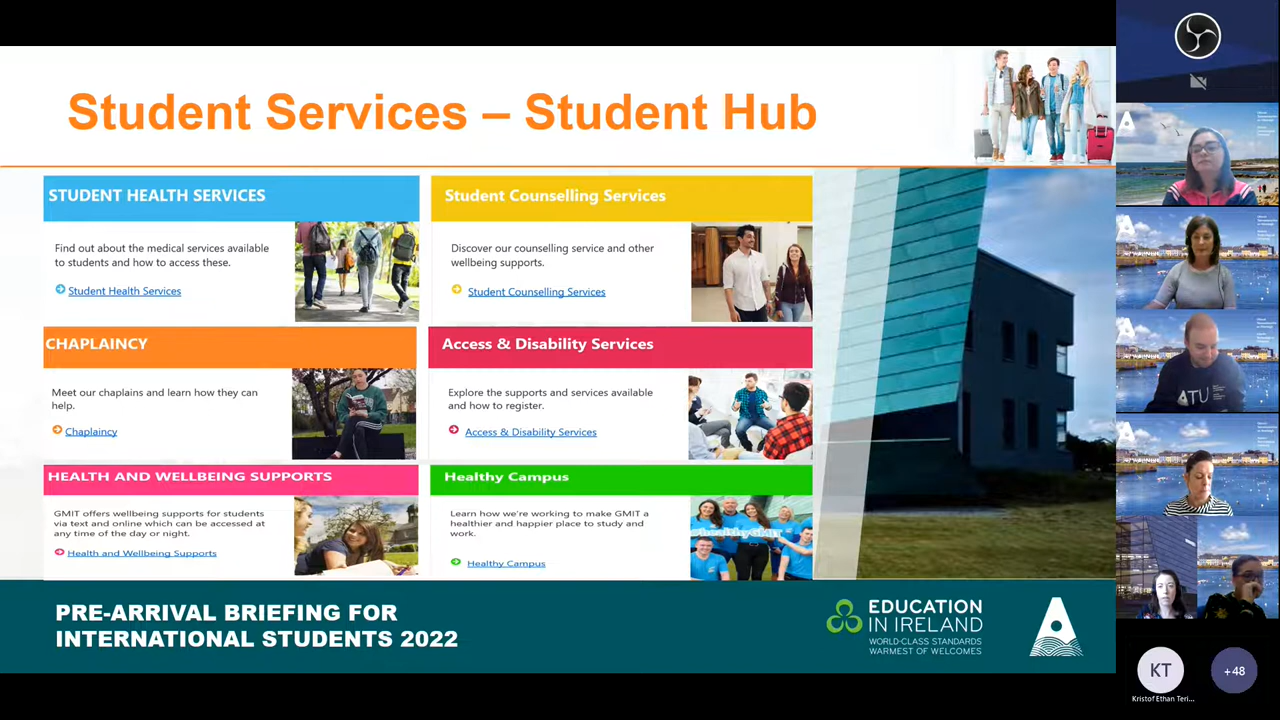 Student Services – Student Hub
STUDENT HEALTH SERVICES
Find out about the medical services available
to students and how to access these.
Student Health Services
Student Counselling Services
Discover our counselling service and other
wellbeing supports.
Student Counselling Services
CHAPLAINCY
Meet our chaplains and learn how they can
help.
Chaplaincy
Access & Disability Services
Explore the supports and services available
and how to register.
Access & Disability Services
HEALTH AND WELLBEING SUPPORTS
GMIT offers wellbeing supports for students
via text and online which can be accessed at
any time of the day or night.
Health and Wellbeing Supports
Healthy Campus
Learn how we're working to make GMIT a
healthier and happier place to study and
work.
Healthy Campus
#healthyGMIT
PRE-ARRIVAL BRIEFING FOR
INTERNATIONAL STUDENTS 2022
EDUCATION
IN IRELAND
WORLD-CLASS STANDARDS
WARMEST OF WELCOMES
ATU
KT
Kristof Ethan Teri...
+48